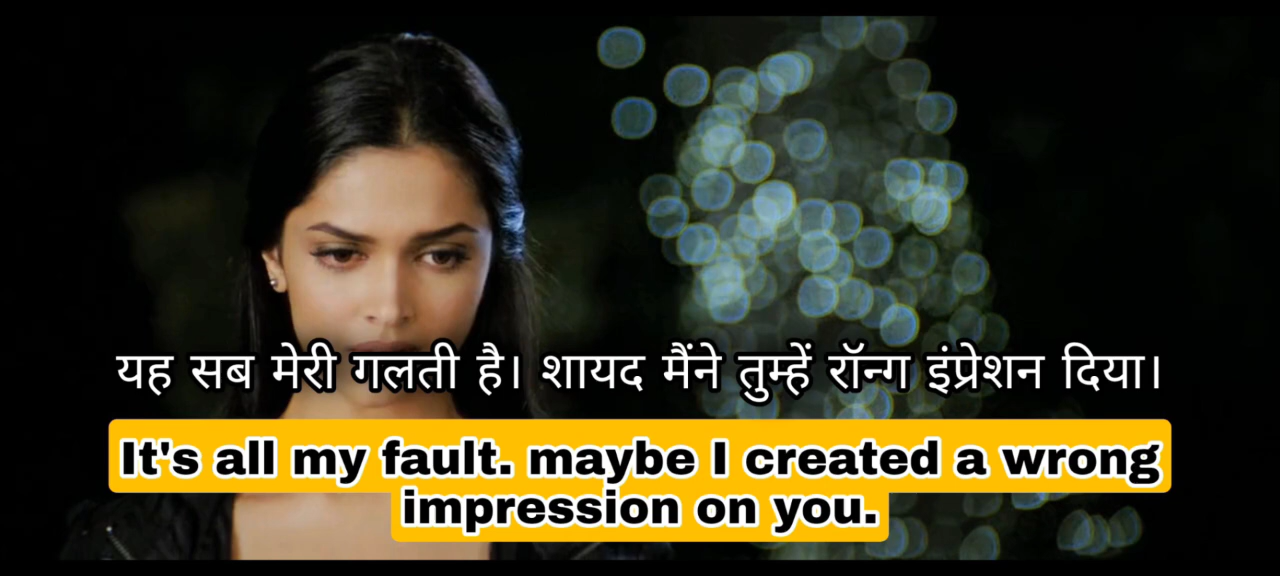 यह सब मेरी गलती है। शायद मैंने तुम्हें रॉन्ग इंप्रेशन दिया।
It's all my fault. maybe I created a wrong
impression on you.